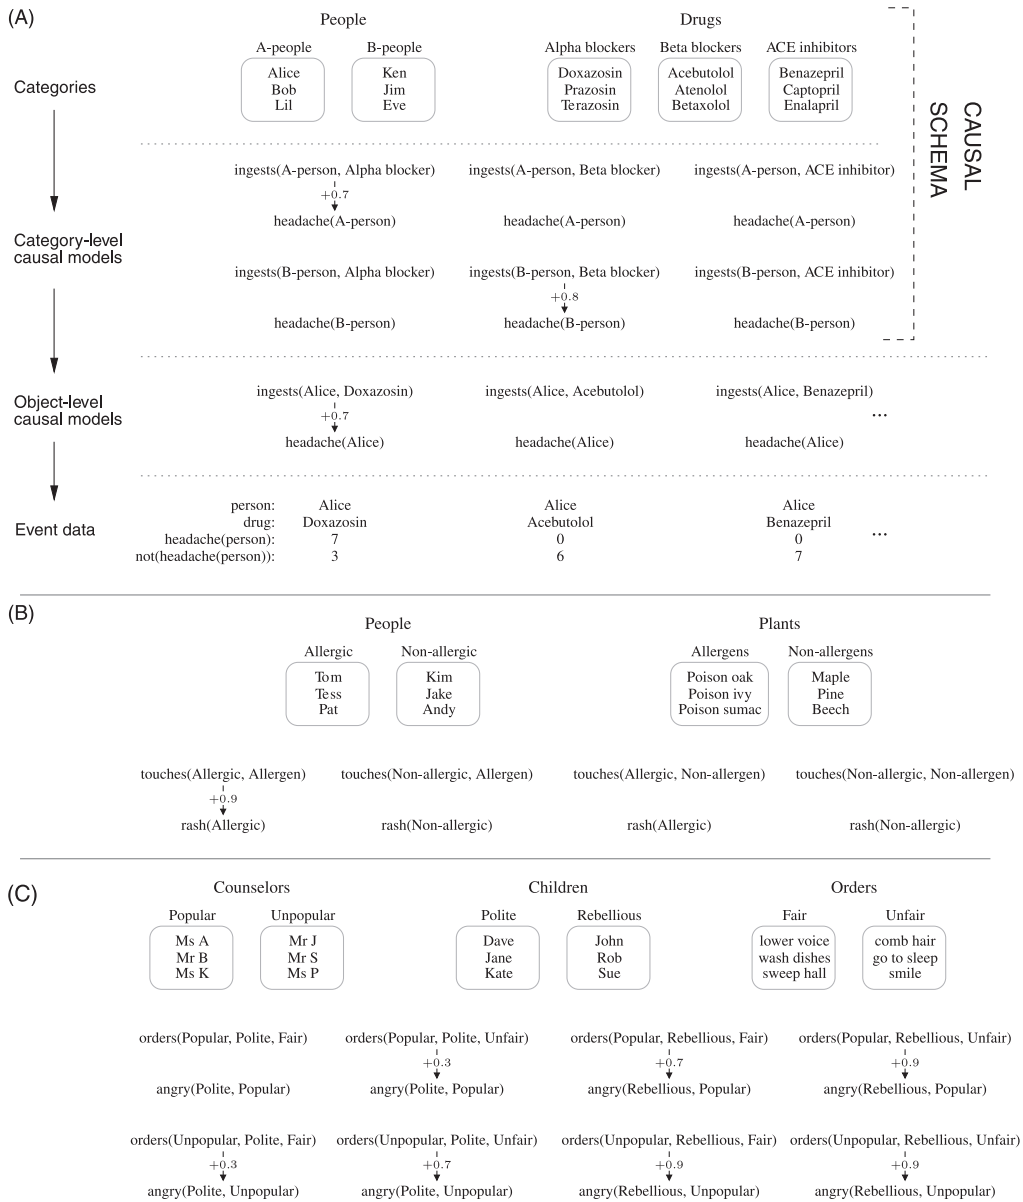 (A)
People Drugs
A-people B-people Alpha blockers Beta blockers ACE inhibitors
Categories
Alice Ken Doxazosin Acebutolol Benazepril
Bob Jim Prazosin Atenolol Captopril
Lil Eve Terazosin Betaxolol Enalapril
CAUSAL
SCHEMA
ingests(A-person, Alpha blocker) ingests(A-person, Beta blocker) ingests(A-person, ACE inhibitor)
+0.7
headache(A-person) headache(A-person) headache(A-person)
Category-level
causal models
ingests(B-person, Alpha blocker) ingests(B-person, Beta blocker) ingests(B-person, ACE inhibitor)
+0.8
headache(B-person) headache(B-person) headache(B-person)
Object-level
causal models
ingests(Alice, Doxazosin) ingests(Alice, Acebutolol) ingests(Alice, Benazepril)
+0.7 ...
headache(Alice) headache(Alice) headache(Alice)
Event data
person: Alice Alice Alice
drug: Doxazosin Acebutolol Benazepril
headache(person): 7 0 0 ...
not(headache(person)): 3 6 7
(B)
People Plants
Allergic Non-allergic Allergens Non-allergens
Tom Kim Poison oak Maple
Tess Jake Poison ivy Pine
Pat Andy Poison sumac Beech
touches(Allergic, Allergen) touches(Non-allergic, Allergen) touches(Allergic, Non-allergen) touches(Non-allergic, Non-allergen)
+0.9
rash(Allergic) rash(Non-allergic) rash(Allergic) rash(Non-allergic)
(C)
Counselors Children Orders
Popular Unpopular Polite Rebellious Fair Unfair
Ms A Mr J Dave John lower voice comb hair
Mr B Mr S Jane Rob wash dishes go to sleep
Ms K Ms P Kate Sue sweep hall smile
orders(Popular, Polite, Fair) orders(Popular, Polite, Unfair) orders(Popular, Rebellious, Fair) orders(Popular, Rebellious, Unfair)
+0.3 +0.7 +0.9
angry(Polite, Popular) angry(Polite, Popular) angry(Rebellious, Popular) angry(Rebellious, Popular)
orders(Unpopular, Polite, Fair) orders(Unpopular, Polite, Unfair) orders(Unpopular, Rebellious, Fair) orders(Unpopular, Rebellious, Unfair)
+0.3 +0.7 +0.9 +0.9
angry(Polite, Unpopular) angry(Polite, Unpopular) angry(Rebellious, Unpopular) angry(Rebellious, Unpopular)